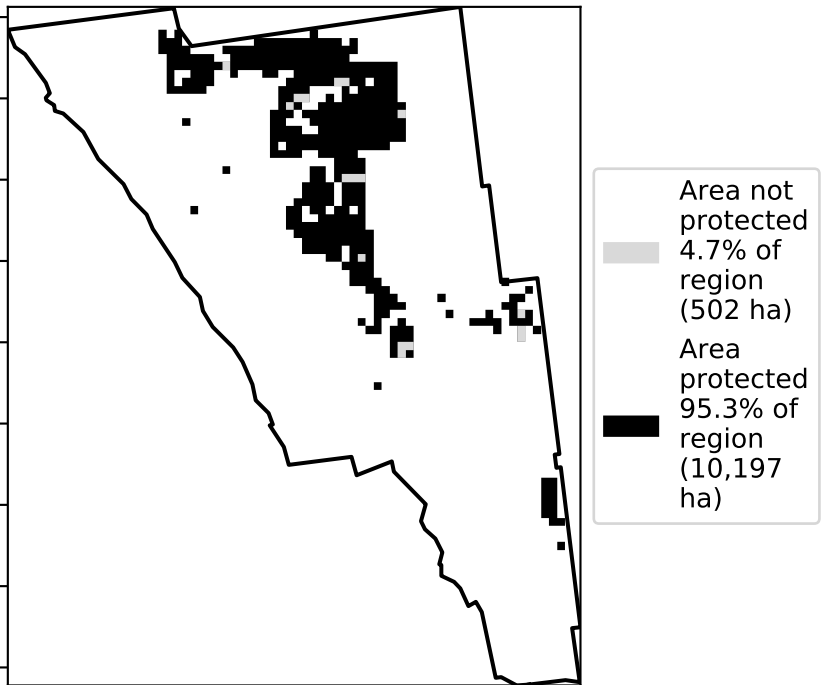 Area not
protected
4.7% of
region
(502 ha)
Area
protected
95.3% of
region
(10,197
ha)